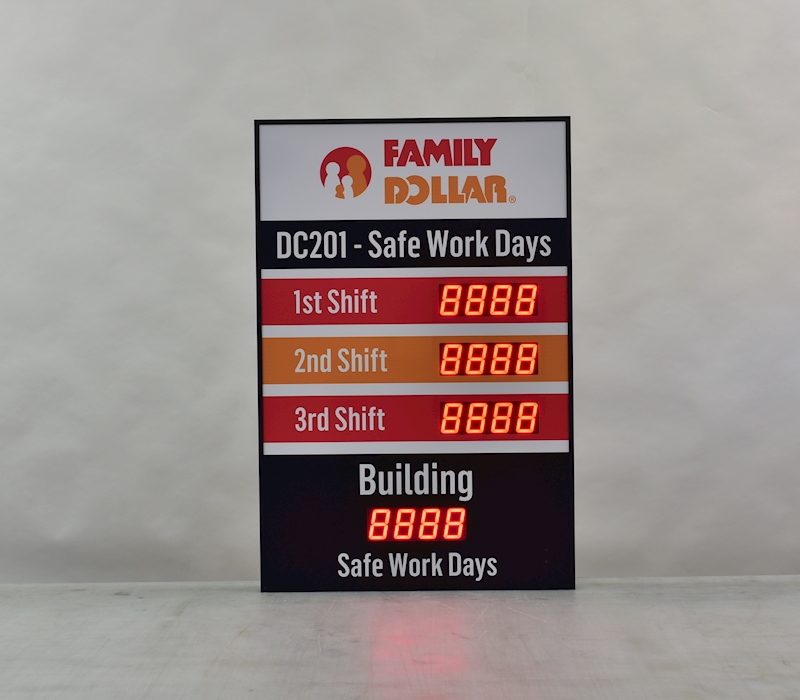 FAMILY
DOLLAR®
DC201 - Safe Work Days
1st Shift 8888
2nd Shift 8888
3rd Shift 8888
Building
8888
Safe Work Days